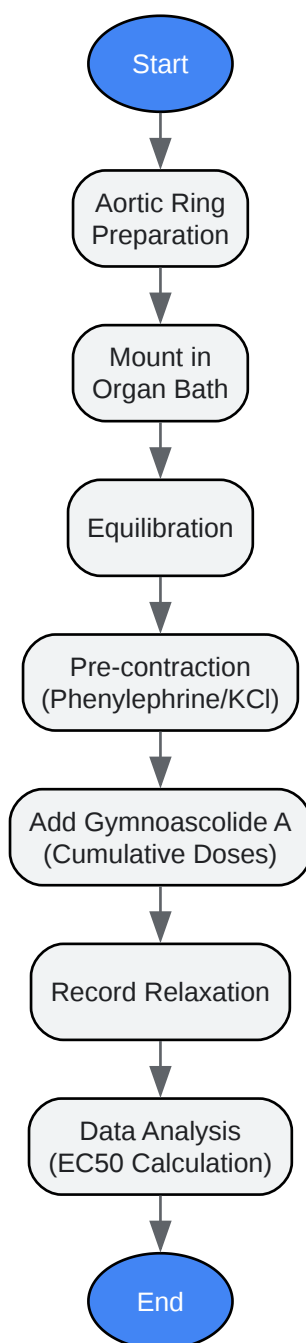 Start
Aortic Ring
Preparation
Mount in
Organ Bath
Equilibration
Pre-contraction
(Phenylephrine/KCl)
Add Gymnoascolide A
(Cumulative Doses)
Record Relaxation
Data Analysis
(EC50 Calculation)
End